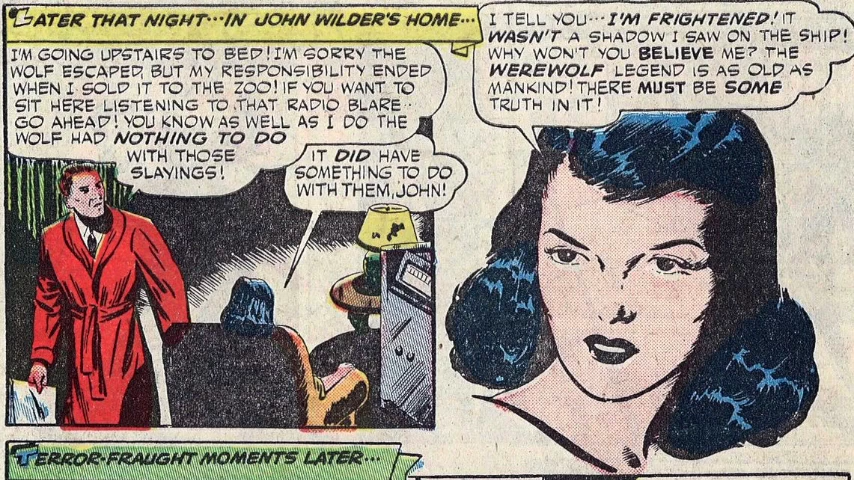 LATER THAT NIGHT... IN JOHN WILDER'S HOME...
I'M GOING UPSTAIRS TO BED! I'M SORRY THE
WOLF ESCAPED, BUT MY RESPONSIBILITY ENDED
WHEN I SOLD IT TO THE ZOO! IF YOU WANT TO
SIT HERE LISTENING TO THAT RADIO BLARE..
GO AHEAD! YOU KNOW AS WELL AS I DO THE
WOLF HAD NOTHING TO DO
WITH THOSE
SLAYINGS!
IT DID HAVE
SOMETHING TO DO
WITH THEM, JOHN!
I TELL YOU... I'M FRIGHTENED! IT
WASN'T A SHADOW I SAW ON THE SHIP!
WHY WON'T YOU BELIEVE ME? THE
WEREWOLF LEGEND IS AS OLD AS
MANKIND! THERE MUST BE SOME
TRUTH IN IT!
TERROR-FRAUGHT MOMENTS LATER...